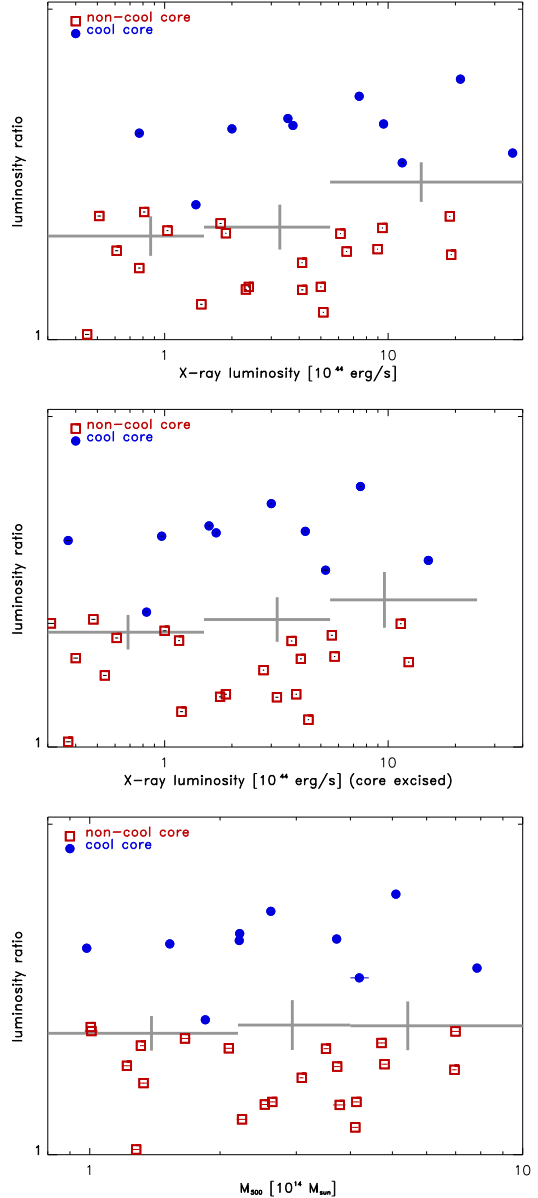 non-cool core
cool core
luminosity ratio
1
1 10
X-ray luminosity [10 44 erg/s]
non-cool core
cool core
luminosity ratio
1
1 10
X-ray luminosity [10 44 erg/s] (core excised)
non-cool core
cool core
luminosity ratio
1
1 10
M500 [1014 Msun]